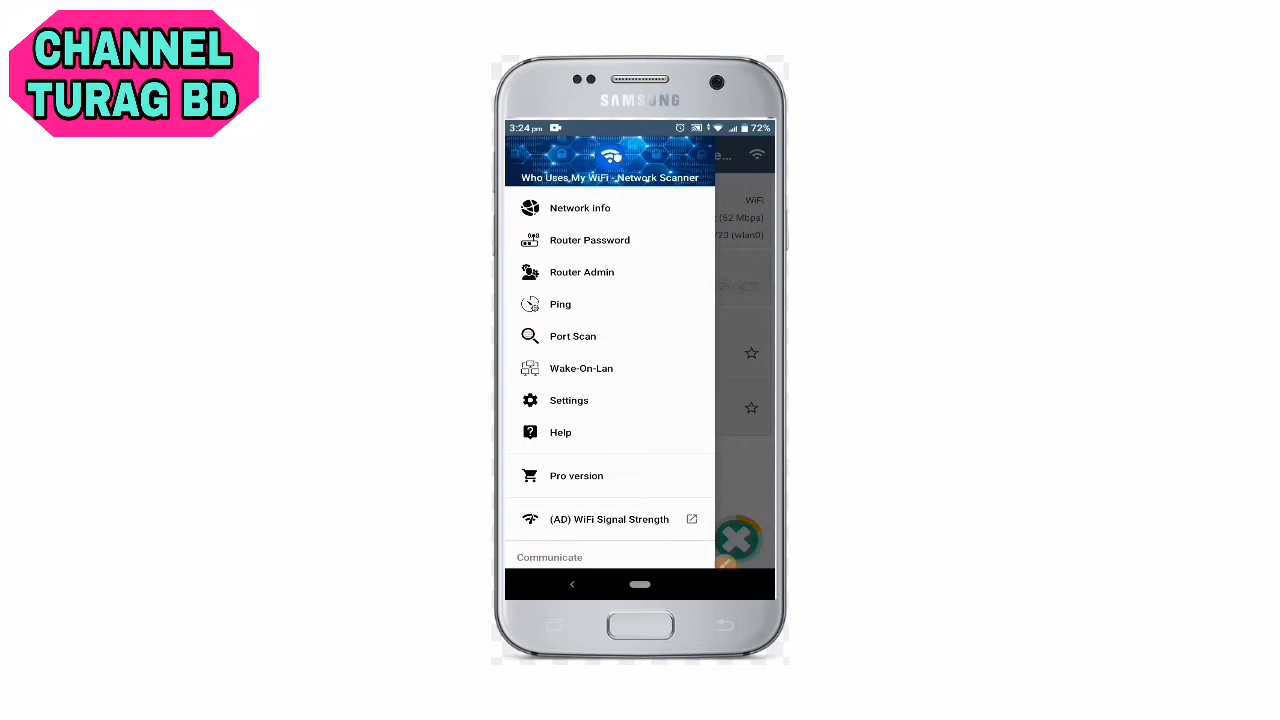 CHANNEL
TURAG BD
SAMSUNG
3:24 pm
72%
e...
Who Uses My WiFi - Network Scanner
Network info
WiFi
(52 Mbps)
/23 (wlan0)
Router Password
Router Admin
Ping
Port Scan
Wake-On-Lan
Settings
Help
Pro version
(AD) WiFi Signal Strength
Communicate